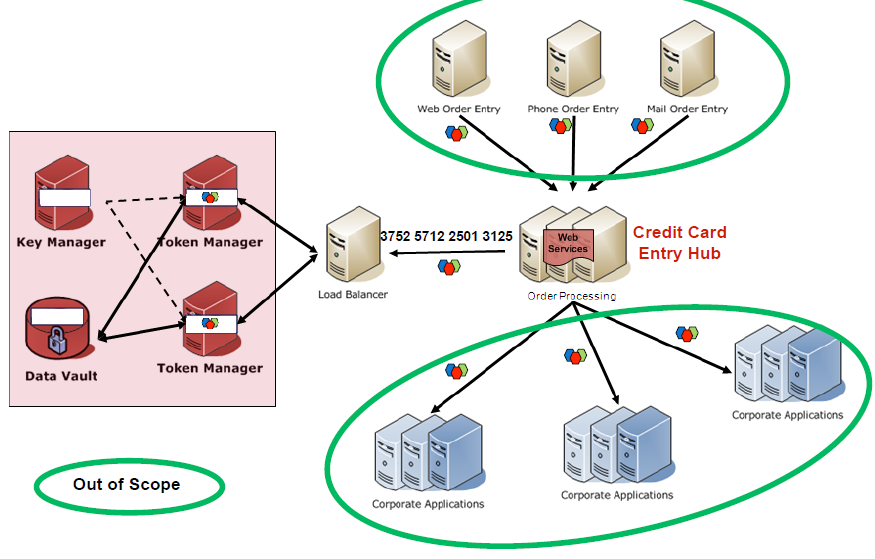 Web Order Entry
Phone Order Entry
Mail Order Entry
Key Manager
Token Manager
3752 5712 2501 3125
Web
Services
Credit Card
Entry Hub
Load Balancer
Order Processing
Data Vault
Token Manager
Corporate Applications
Corporate Applications
Corporate Applications
Out of Scope